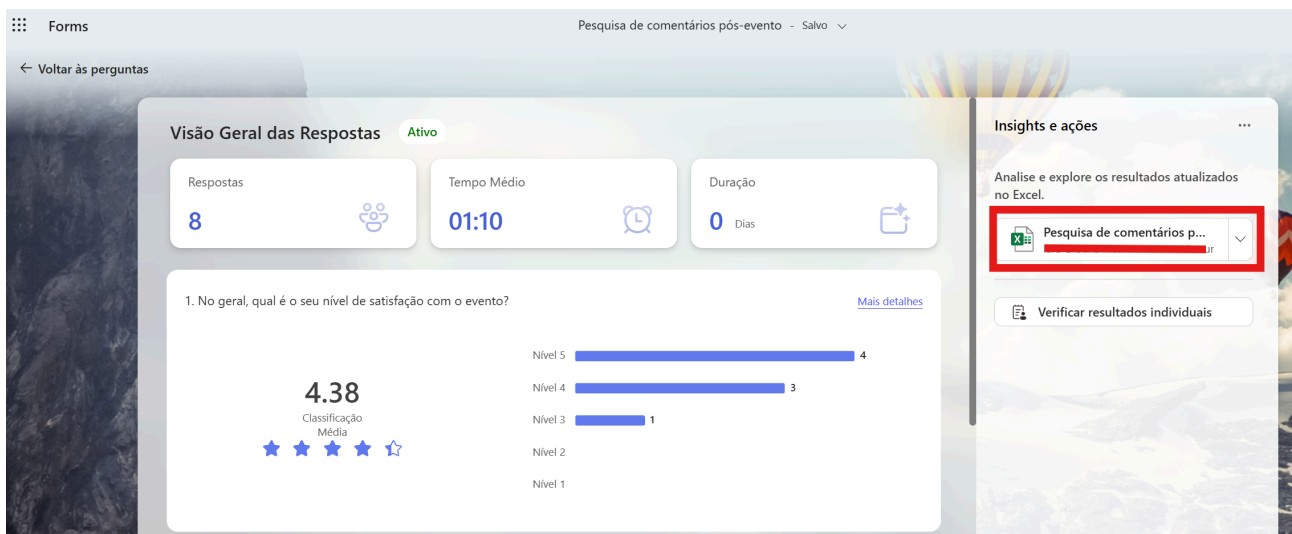 Forms
Pesquisa de comentários pós-evento - Salvo
Voltar às perguntas
Visão Geral das Respostas Ativo
Respostas
8
Tempo Médio
01:10
Duração
0 Dias
1. No geral, qual é o seu nível de satisfação com o evento?
Mais detalhes
4.38
Classificação
Média
Nível 5 4
Nível 4 3
Nível 3 1
Nível 2
Nível 1
Insights e ações
Analise e explore os resultados atualizados
no Excel.
Pesquisa de comentários p...
Verificar resultados individuais